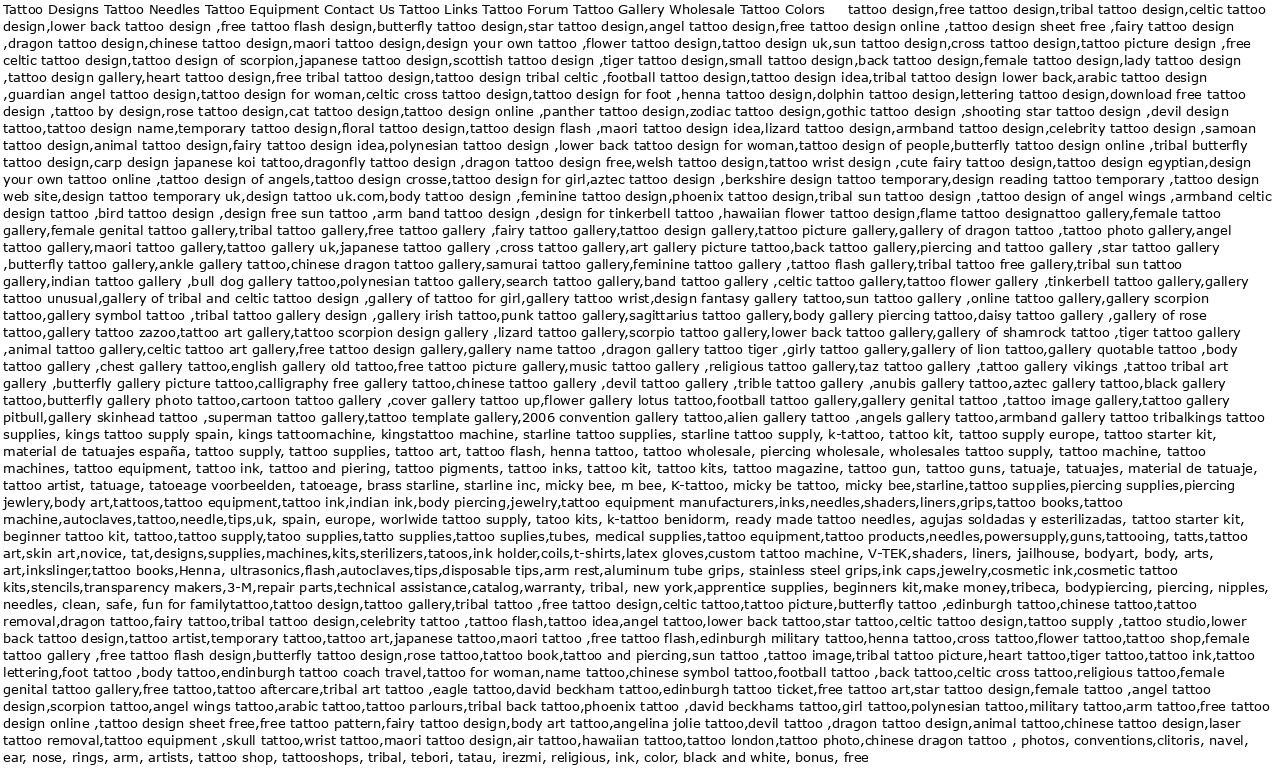 Tattoo Designs Tattoo Needles Tattoo Equipment Contact Us Tattoo Links Tattoo Forum Tattoo Gallery Wholesale Tattoo Colors      tattoo design,free tattoo design,tribal tattoo design,celtic tattoo
design,lower back tattoo design ,free tattoo flash design,butterfly tattoo design,star tattoo design,angel tattoo design,free tattoo design online ,tattoo design sheet free ,fairy tattoo design
,dragon tattoo design,chinese tattoo design,maori tattoo design,design your own tattoo ,flower tattoo design,tattoo design uk,sun tattoo design,cross tattoo design,tattoo picture design ,free
celtic tattoo design,tattoo design of scorpion,japanese tattoo design,scottish tattoo design ,tiger tattoo design,small tattoo design,back tattoo design,female tattoo design,lady tattoo design
,tattoo design gallery,heart tattoo design,free tribal tattoo design,tattoo design tribal celtic ,football tattoo design,tattoo design idea,tribal tattoo design lower back,arabic tattoo design
,guardian angel tattoo design,tattoo design for woman,celtic cross tattoo design,tattoo design for foot ,henna tattoo design,dolphin tattoo design,lettering tattoo design,download free tattoo
design ,tattoo by design,rose tattoo design,cat tattoo design,tattoo design online ,panther tattoo design,zodiac tattoo design,gothic tattoo design ,shooting star tattoo design ,devil design
tattoo,tattoo design name,temporary tattoo design,floral tattoo design,tattoo design flash ,maori tattoo design idea,lizard tattoo design,armband tattoo design,celebrity tattoo design ,samoan
tattoo design,animal tattoo design,fairy tattoo design idea,polynesian tattoo design ,lower back tattoo design for woman,tattoo design of people,butterfly tattoo design online ,tribal butterfly
tattoo design,carp design japanese koi tattoo,dragonfly tattoo design ,dragon tattoo design free,welsh tattoo design,tattoo wrist design ,cute fairy tattoo design,tattoo design egyptian,design
your own tattoo online ,tattoo design of angels,tattoo design crosse,tattoo design for girl,aztec tattoo design ,berkshire design tattoo temporary,design reading tattoo temporary ,tattoo design
web site,design tattoo temporary uk,design tattoo uk.com,body tattoo design ,feminine tattoo design,phoenix tattoo design,tribal sun tattoo design ,tattoo design of angel wings ,armband celtic
design tattoo ,bird tattoo design ,design free sun tattoo ,arm band tattoo design ,design for tinkerbell tattoo ,hawaiian flower tattoo design,flame tattoo designattoo gallery,female tattoo
gallery,female genital tattoo gallery,tribal tattoo gallery,free tattoo gallery ,fairy tattoo gallery,tattoo design gallery,tattoo picture gallery,gallery of dragon tattoo ,tattoo photo gallery,angel
tattoo gallery,maori tattoo gallery,tattoo gallery uk,japanese tattoo gallery ,cross tattoo gallery,art gallery picture tattoo,back tattoo gallery,piercing and tattoo gallery ,star tattoo gallery
,butterfly tattoo gallery,ankle gallery tattoo,chinese dragon tattoo gallery,samurai tattoo gallery,feminine tattoo gallery ,tattoo flash gallery,tribal tattoo free gallery,tribal sun tattoo
gallery,indian tattoo gallery ,bull dog gallery tattoo,polynesian tattoo gallery,search tattoo gallery,band tattoo gallery ,celtic tattoo gallery,tattoo flower gallery ,tinkerbell tattoo gallery,gallery
tattoo unusual,gallery of tribal and celtic tattoo design ,gallery of tattoo for girl,gallery tattoo wrist,design fantasy gallery tattoo,sun tattoo gallery ,online tattoo gallery,gallery scorpion
tattoo,gallery symbol tattoo ,tribal tattoo gallery design ,gallery irish tattoo,punk tattoo gallery,sagittarius tattoo gallery,body gallery piercing tattoo,daisy tattoo gallery ,gallery of rose
tattoo,gallery tattoo zazoo,tattoo art gallery,tattoo scorpion design gallery ,lizard tattoo gallery,scorpio tattoo gallery,lower back tattoo gallery,gallery of shamrock tattoo ,tiger tattoo gallery
,animal tattoo gallery,celtic tattoo art gallery,free tattoo design gallery,gallery name tattoo ,dragon gallery tattoo tiger ,girly tattoo gallery,gallery of lion tattoo,gallery quotable tattoo ,body
tattoo gallery ,chest gallery tattoo,english gallery old tattoo,free tattoo picture gallery,music tattoo gallery ,religious tattoo gallery,taz tattoo gallery ,tattoo gallery vikings ,tattoo tribal art
gallery ,butterfly gallery picture tattoo,calligraphy free gallery tattoo,chinese tattoo gallery ,devil tattoo gallery ,trible tattoo gallery ,anubis gallery tattoo,aztec gallery tattoo,black gallery
tattoo,butterfly gallery photo tattoo,cartoon tattoo gallery ,cover gallery tattoo up,flower gallery lotus tattoo,football tattoo gallery,gallery genital tattoo ,tattoo image gallery,tattoo gallery
pitbull,gallery skinhead tattoo ,superman tattoo gallery,tattoo template gallery,2006 convention gallery tattoo,alien gallery tattoo ,angels gallery tattoo,armband gallery tattoo tribalkings tattoo
supplies, kings tattoo supply spain, kings tattoomachine, kingstattoo machine, starline tattoo supplies, starline tattoo supply, k-tattoo, tattoo kit, tattoo supply europe, tattoo starter kit,
material de tatuajes españa, tattoo supply, tattoo supplies, tattoo art, tattoo flash, henna tattoo, tattoo wholesale, piercing wholesale, wholesales tattoo supply, tattoo machine, tattoo
machines, tattoo equipment, tattoo ink, tattoo and piering, tattoo pigments, tattoo inks, tattoo kit, tattoo kits, tattoo magazine, tattoo gun, tattoo guns, tatuaje, tatuajes, material de tatuaje,
tattoo artist, tatuage, tatoeage voorbeelden, tatoeage, brass starline, starline inc, micky bee, m bee, K-tattoo, micky be tattoo, micky bee,starline,tattoo supplies,piercing supplies,piercing
jewlery,body art,tattoos,tattoo equipment,tattoo ink,indian ink,body piercing,jewelry,tattoo equipment manufacturers,inks,needles,shaders,liners,grips,tattoo books,tattoo
machine,autoclaves,tattoo,needle,tips,uk, spain, europe, worlwide tattoo supply, tatoo kits, k-tattoo benidorm, ready made tattoo needles, agujas soldadas y esterilizadas, tattoo starter kit,
beginner tattoo kit, tattoo,tattoo supply,tatoo supplies,tatto supplies,tattoo suplies,tubes, medical supplies,tattoo equipment,tattoo products,needles,powersupply,guns,tattooing, tatts,tattoo
art,skin art,novice, tat,designs,supplies,machines,kits,sterilizers,tatoos,ink holder,coils,t-shirts,latex gloves,custom tattoo machine, V-TEK,shaders, liners, jailhouse, bodyart, body, arts,
art,inkslinger,tattoo books,Henna, ultrasonics,flash,autoclaves,tips,disposable tips,arm rest,aluminum tube grips, stainless steel grips,ink caps,jewelry,cosmetic ink,cosmetic tattoo
kits,stencils,transparency makers,3-M,repair parts,technical assistance,catalog,warranty, tribal, new york,apprentice supplies, beginners kit,make money,tribeca, bodypiercing, piercing, nipples,
needles, clean, safe, fun for familytattoo,tattoo design,tattoo gallery,tribal tattoo ,free tattoo design,celtic tattoo,tattoo picture,butterfly tattoo ,edinburgh tattoo,chinese tattoo,tattoo
removal,dragon tattoo,fairy tattoo,tribal tattoo design,celebrity tattoo ,tattoo flash,tattoo idea,angel tattoo,lower back tattoo,star tattoo,celtic tattoo design,tattoo supply ,tattoo studio,lower
back tattoo design,tattoo artist,temporary tattoo,tattoo art,japanese tattoo,maori tattoo ,free tattoo flash,edinburgh military tattoo,henna tattoo,cross tattoo,flower tattoo,tattoo shop,female
tattoo gallery ,free tattoo flash design,butterfly tattoo design,rose tattoo,tattoo book,tattoo and piercing,sun tattoo ,tattoo image,tribal tattoo picture,heart tattoo,tiger tattoo,tattoo ink,tattoo
lettering,foot tattoo ,body tattoo,endinburgh tattoo coach travel,tattoo for woman,name tattoo,chinese symbol tattoo,football tattoo ,back tattoo,celtic cross tattoo,religious tattoo,female
genital tattoo gallery,free tattoo,tattoo aftercare,tribal art tattoo ,eagle tattoo,david beckham tattoo,edinburgh tattoo ticket,free tattoo art,star tattoo design,female tattoo ,angel tattoo
design,scorpion tattoo,angel wings tattoo,arabic tattoo,tattoo parlours,tribal back tattoo,phoenix tattoo ,david beckhams tattoo,girl tattoo,polynesian tattoo,military tattoo,arm tattoo,free tattoo
design online ,tattoo design sheet free,free tattoo pattern,fairy tattoo design,body art tattoo,angelina jolie tattoo,devil tattoo ,dragon tattoo design,animal tattoo,chinese tattoo design,laser
tattoo removal,tattoo equipment ,skull tattoo,wrist tattoo,maori tattoo design,air tattoo,hawaiian tattoo,tattoo london,tattoo photo,chinese dragon tattoo , photos, conventions,clitoris, navel,
ear, nose, rings, arm, artists, tattoo shop, tattooshops, tribal, tebori, tatau, irezmi, religious, ink, color, black and white, bonus, free